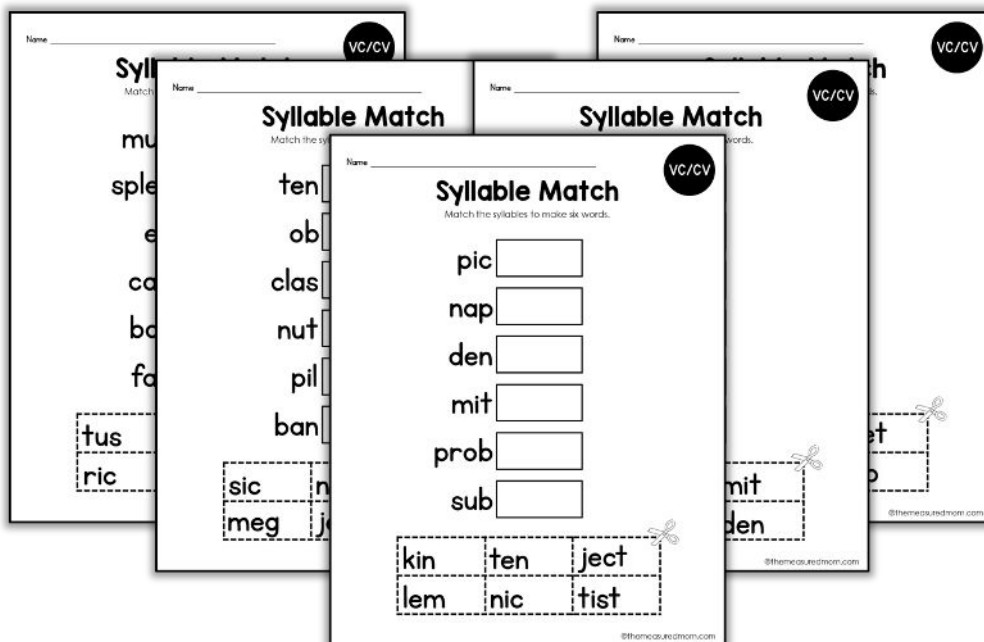 Name
VC/CV
Match
mu
sple
e
ca
ba
fa
tus
ric
Name
Syllable Match
Match the
ten
ob
clas
nut
pil
ban
sic n
meg je
Name
VC/CV
Syllable Match
Match the syllables to make six words.
pic
nap
den
mit
prob
sub
kin ten ject
lem nic tist
©themeasuredmom.com
Name
VC/CV
Syllable Match
words.
mit
den
©themeasuredmom.com
Name
VC/CV
et
©themeasuredmom.com